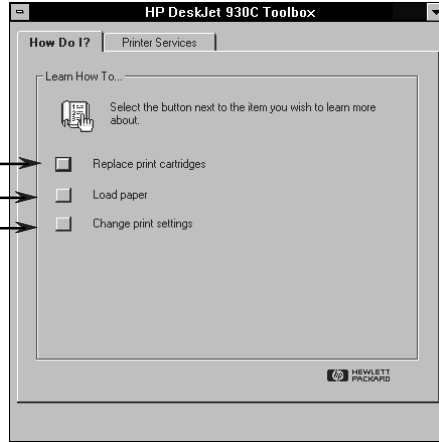 HP DeskJet 930C Toolbox
How Do I?
Printer Services
Learn How To...
Select the button next to the item you wish to learn more
about.
Replace print cartridges
Load paper
Change print settings
hp HEWLETT
PACKARD